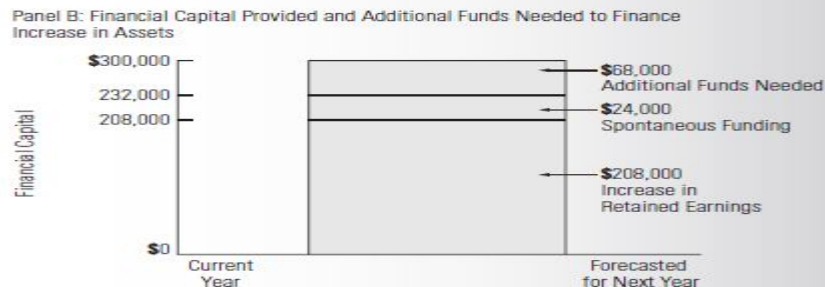 Panel B: Financial Capital Provided and Additional Funds Needed to Finance
Increase in Assets
$300,000
232,000
208,000
$0
Financial Capital
$68,000
Additional Funds Needed
$24,000
Spontaneous Funding
$208,000
Increase in
Retained Earnings
Current
Year
Forecasted
for Next Year